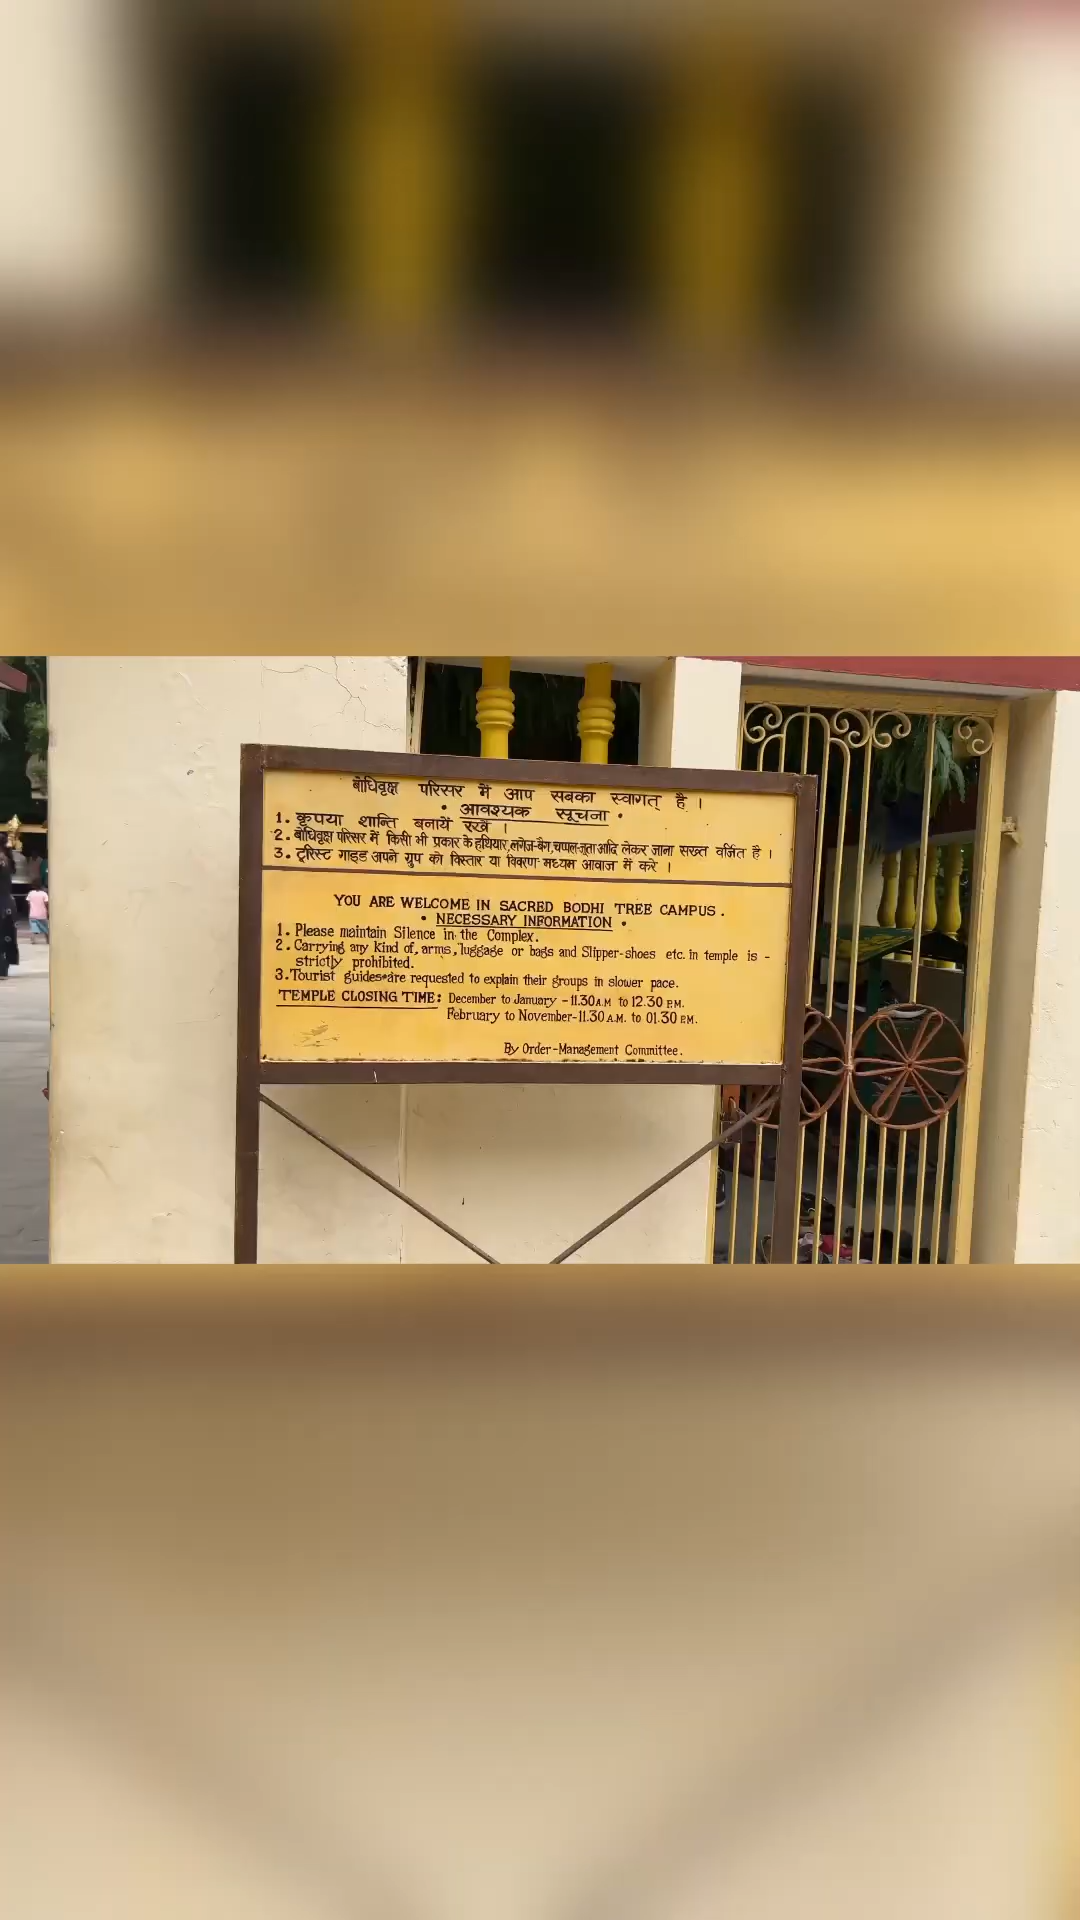 बोधिवृक्ष परिसर में आप सबका स्वागत् है ।
• आवश्यक सूचना •
1. कृपया शान्ति बनायें रखें ।
2. बोधिवृक्ष परिसर में किसी भी प्रकार के हथियार, लगेज-बैग, चप्पल-जूता आदि लेकर जाना सख्त वर्जित है ।
3. टूरिस्ट गाइड अपने ग्रुप को विस्तार या विवरण मध्यम आवाज में करे ।
YOU ARE WELCOME IN SACRED BODHI TREE CAMPUS.
• NECESSARY INFORMATION •
1. Please maintain Silence in the Complex.
2. Carrying any kind of arms, luggage or bags and Slipper-shoes etc. in temple is -
strictly prohibited.
3. Tourist guides are requested to explain their groups in slower pace.
TEMPLE CLOSING TIME: December to January - 11.30 A.M to 12.30 P.M.
February to November - 11.30 A.M. to 01.30 P.M.
By Order - Management Committee.